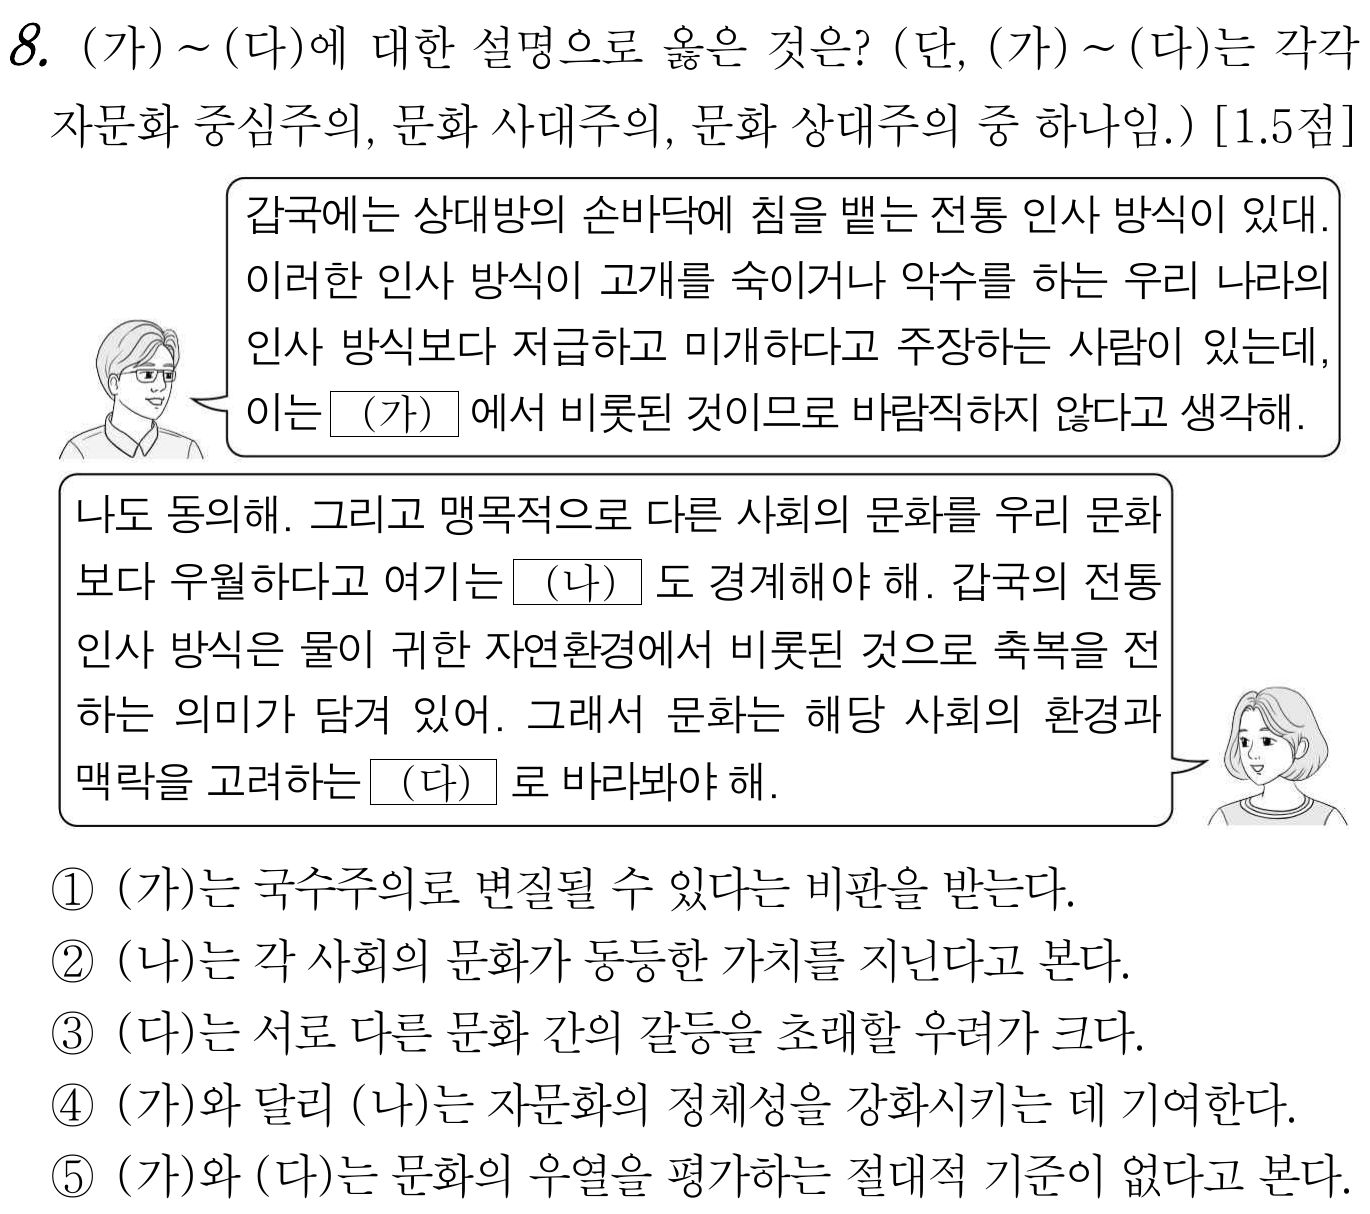 8. (가)~(다)에 대한 설명으로 옳은 것은? (단, (가)~(다)는 각각
자문화 중심주의, 문화 사대주의, 문화 상대주의 중 하나임.) [1.5점]
갑국에는 상대방의 손바닥에 침을 뱉는 전통 인사 방식이 있대.
이러한 인사 방식이 고개를 숙이거나 악수를 하는 우리 나라의
인사 방식보다 저급하고 미개하다고 주장하는 사람이 있는데,
이는 (가) 에서 비롯된 것이므로 바람직하지 않다고 생각해.
나도 동의해. 그리고 맹목적으로 다른 사회의 문화를 우리 문화
보다 우월하다고 여기는 (나) 도 경계해야 해. 갑국의 전통
인사 방식은 물이 귀한 자연환경에서 비롯된 것으로 축복을 전
하는 의미가 담겨 있어. 그래서 문화는 해당 사회의 환경과
맥락을 고려하는 (다) 로 바라봐야 해.
① (가)는 국수주의로 변질될 수 있다는 비판을 받는다.
② (나)는 각 사회의 문화가 동등한 가치를 지닌다고 본다.
③ (다)는 서로 다른 문화 간의 갈등을 초래할 우려가 크다.
④ (가)와 달리 (나)는 자문화의 정체성을 강화시키는 데 기여한다.
⑤ (가)와 (다)는 문화의 우열을 평가하는 절대적 기준이 없다고 본다.